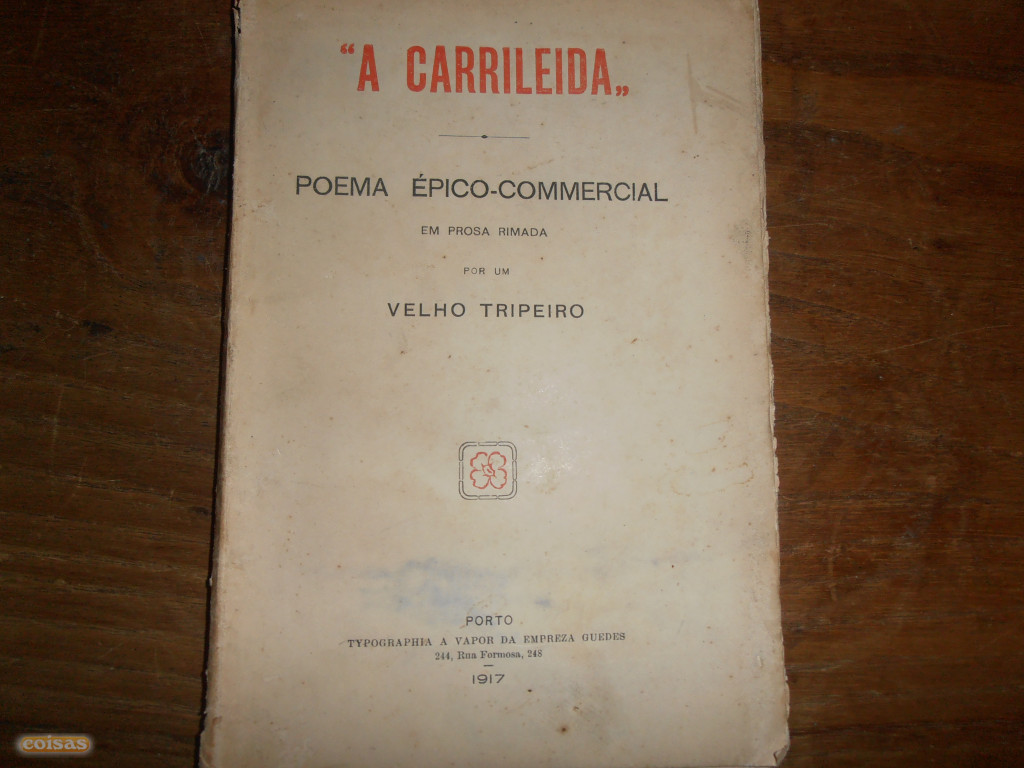 “A CARRILEIDA„
POEMA ÉPICO-COMMERCIAL
EM PROSA RIMADA
POR UM
VELHO TRIPEIRO
PORTO
TYPOGRAPHIA A VAPOR DA EMPREZA GUEDES
244, Rua Formosa, 248
1917
coisas